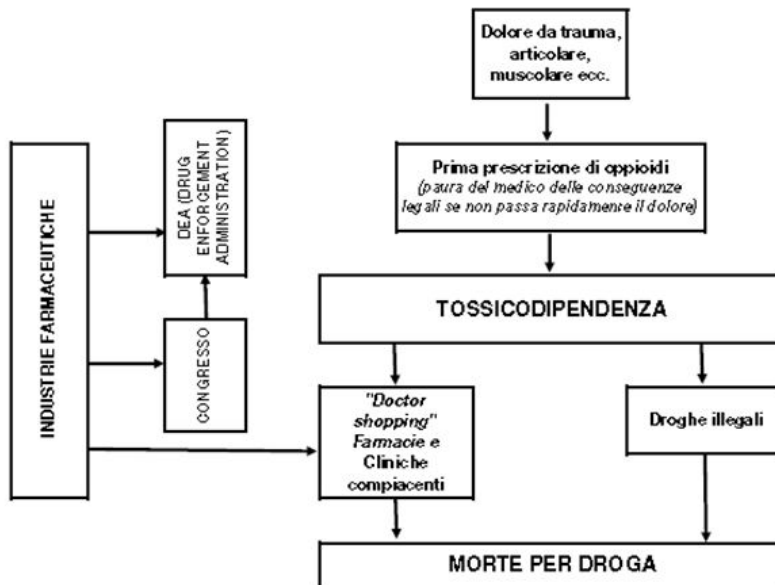 Dolore da trauma,
articolare,
muscolare ecc.
Prima prescrizione di oppioidi
(paura del medico delle conseguenze
legali se non passa rapidamente il dolore)
TOSSICODIPENDENZA
"Doctor
shopping"
Farmacie e
Cliniche
compiacenti
Droghe illegali
MORTE PER DROGA
INDUSTRIE FARMACEUTICHE
DEA (DRUG
ENFORCEMENT
ADMINISTRATION)
CONGRESSO